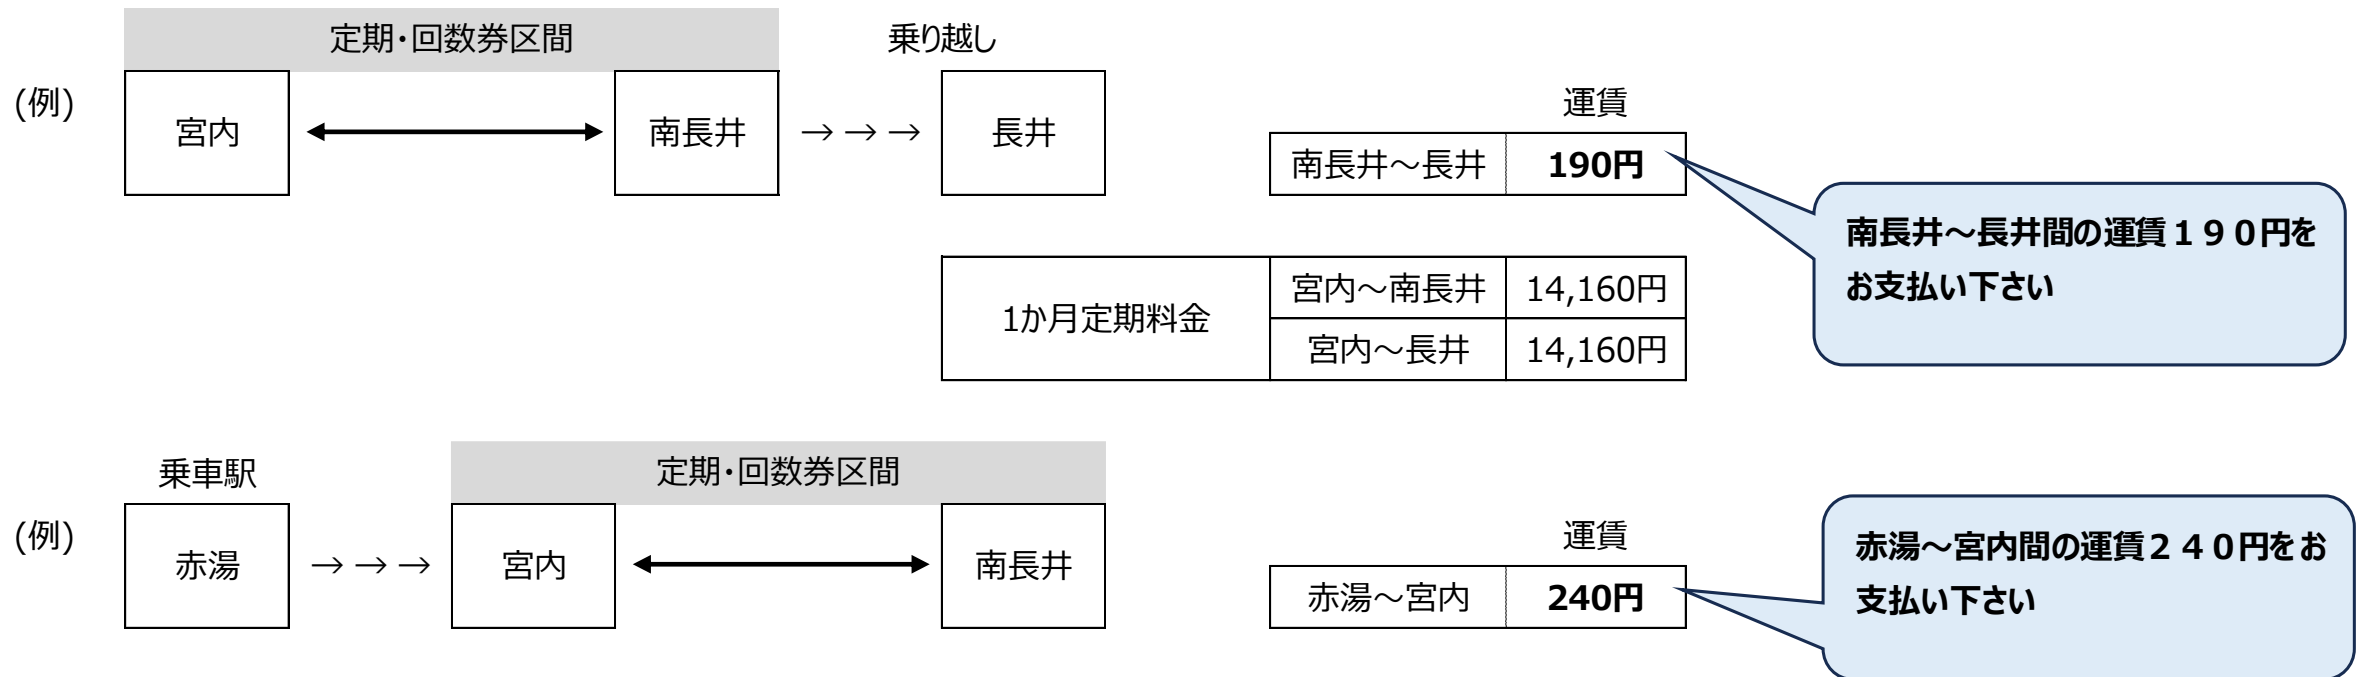 定期・回数券区間
乗り越し
(例)
宮内
南長井
→→→
長井
運賃
南長井～長井 190円
南長井～長井間の運賃１９０円を
お支払い下さい
1か月定期料金
宮内～南長井 14,160円
宮内～長井 14,160円
乗車駅
定期・回数券区間
(例)
赤湯
→→→
宮内
南長井
運賃
赤湯～宮内 240円
赤湯～宮内間の運賃２４０円をお
支払い下さい